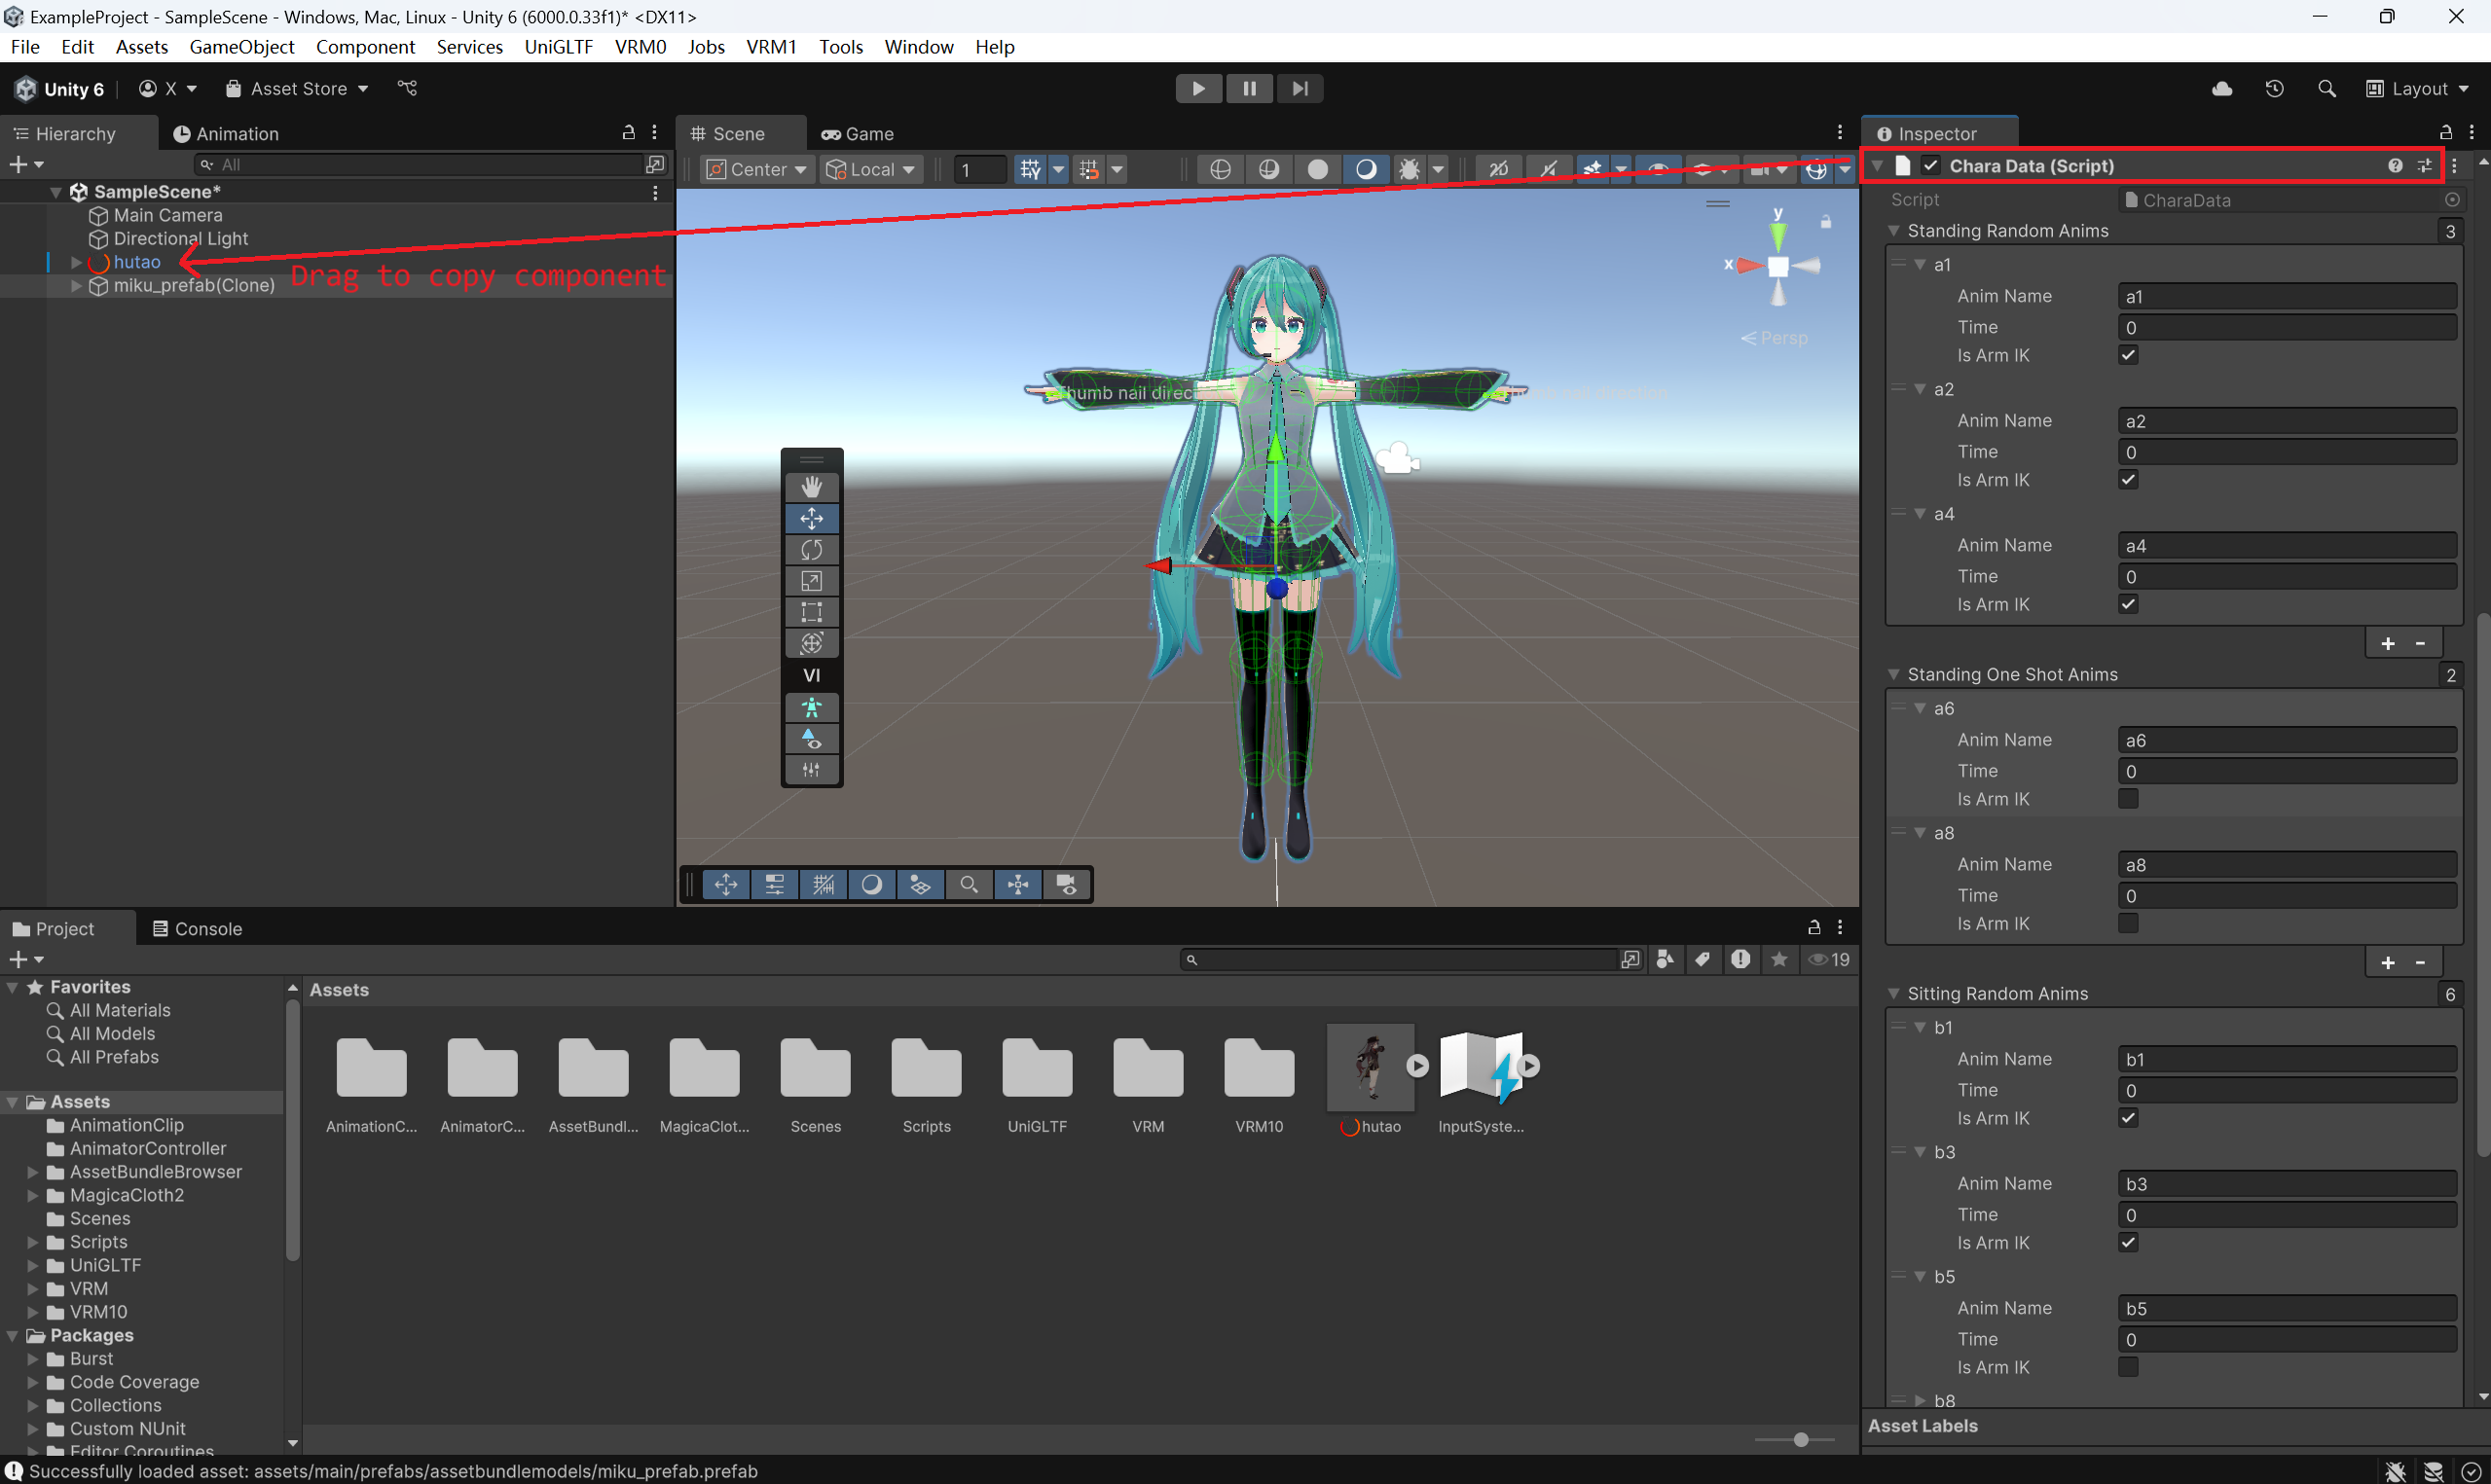 ExampleProject - SampleScene - Windows, Mac, Linux - Unity 6 (6000.0.33f1)* <DX11>
File Edit Assets GameObject Component Services UniGLTF VRM0 Jobs VRM1 Tools Window Help
Unity 6 X Asset Store Layout
Hierarchy Animation
All
SampleScene*
Main Camera
Directional Light
hutao
miku_prefab(Clone)
Drag to copy component
Scene Game
Center Local 1 2D
y
x
Persp
Thumb nail direc
VI
Inspector
Chara Data (Script)
Script CharaData
Standing Random Anims 3
a1
Anim Name a1
Time 0
Is Arm IK
a2
Anim Name a2
Time 0
Is Arm IK
a4
Anim Name a4
Time 0
Is Arm IK
+ -
Standing One Shot Anims 2
a6
Anim Name a6
Time 0
Is Arm IK
a8
Anim Name a8
Time 0
Is Arm IK
+ -
Sitting Random Anims 6
b1
Anim Name b1
Time 0
Is Arm IK
b3
Anim Name b3
Time 0
Is Arm IK
b5
Anim Name b5
Time 0
Is Arm IK
b8
Asset Labels
Project Console
19
Favorites
All Materials
All Models
All Prefabs
Assets
AnimationClip
AnimatorController
AssetBundleBrowser
MagicaCloth2
Scenes
Scripts
UniGLTF
VRM
VRM10
Packages
Burst
Code Coverage
Collections
Custom NUnit
Editor Coroutines
Assets
AnimationC... AnimatorC... AssetBundl... MagicaClot... Scenes Scripts UniGLTF VRM VRM10 hutao InputSyste...
Successfully loaded asset: assets/main/prefabs/assetbundlemodels/miku_prefab.prefab